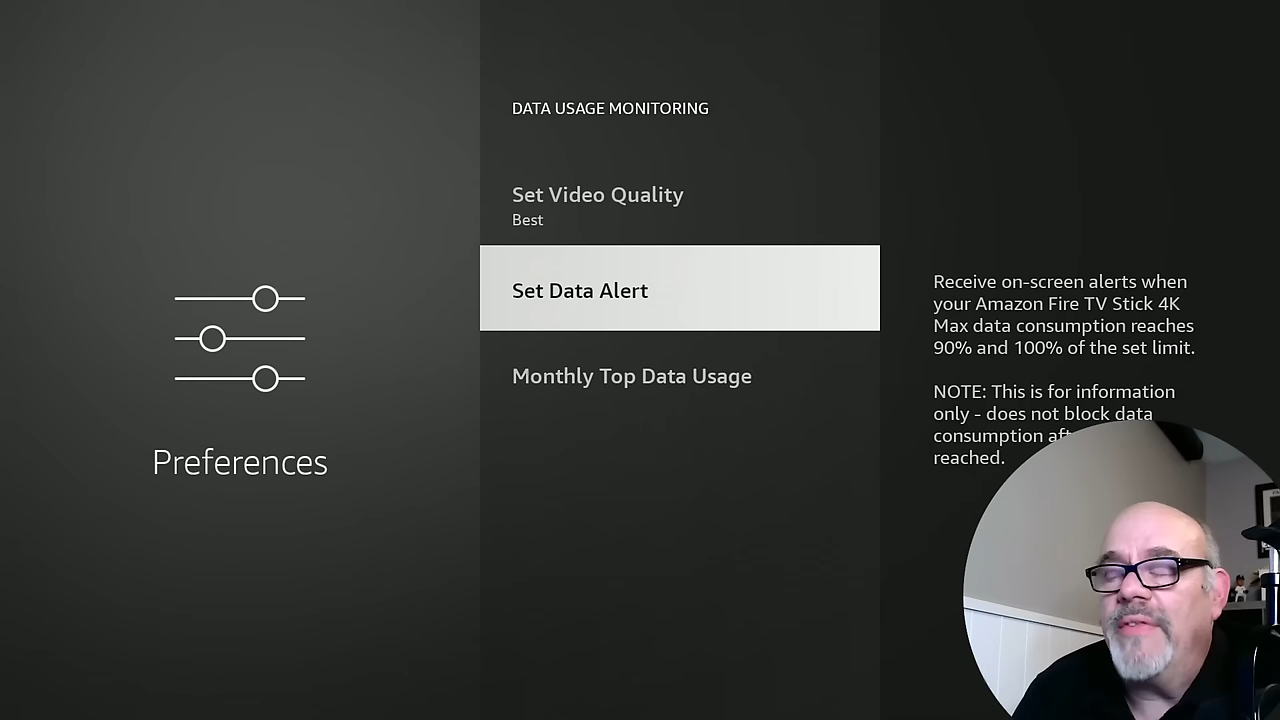 DATA USAGE MONITORING
Set Video Quality
Best
Set Data Alert
Monthly Top Data Usage
Preferences
Receive on-screen alerts when
your Amazon Fire TV Stick 4K
Max data consumption reaches
90% and 100% of the set limit.
NOTE: This is for information
only - does not block data
consumption
reached.